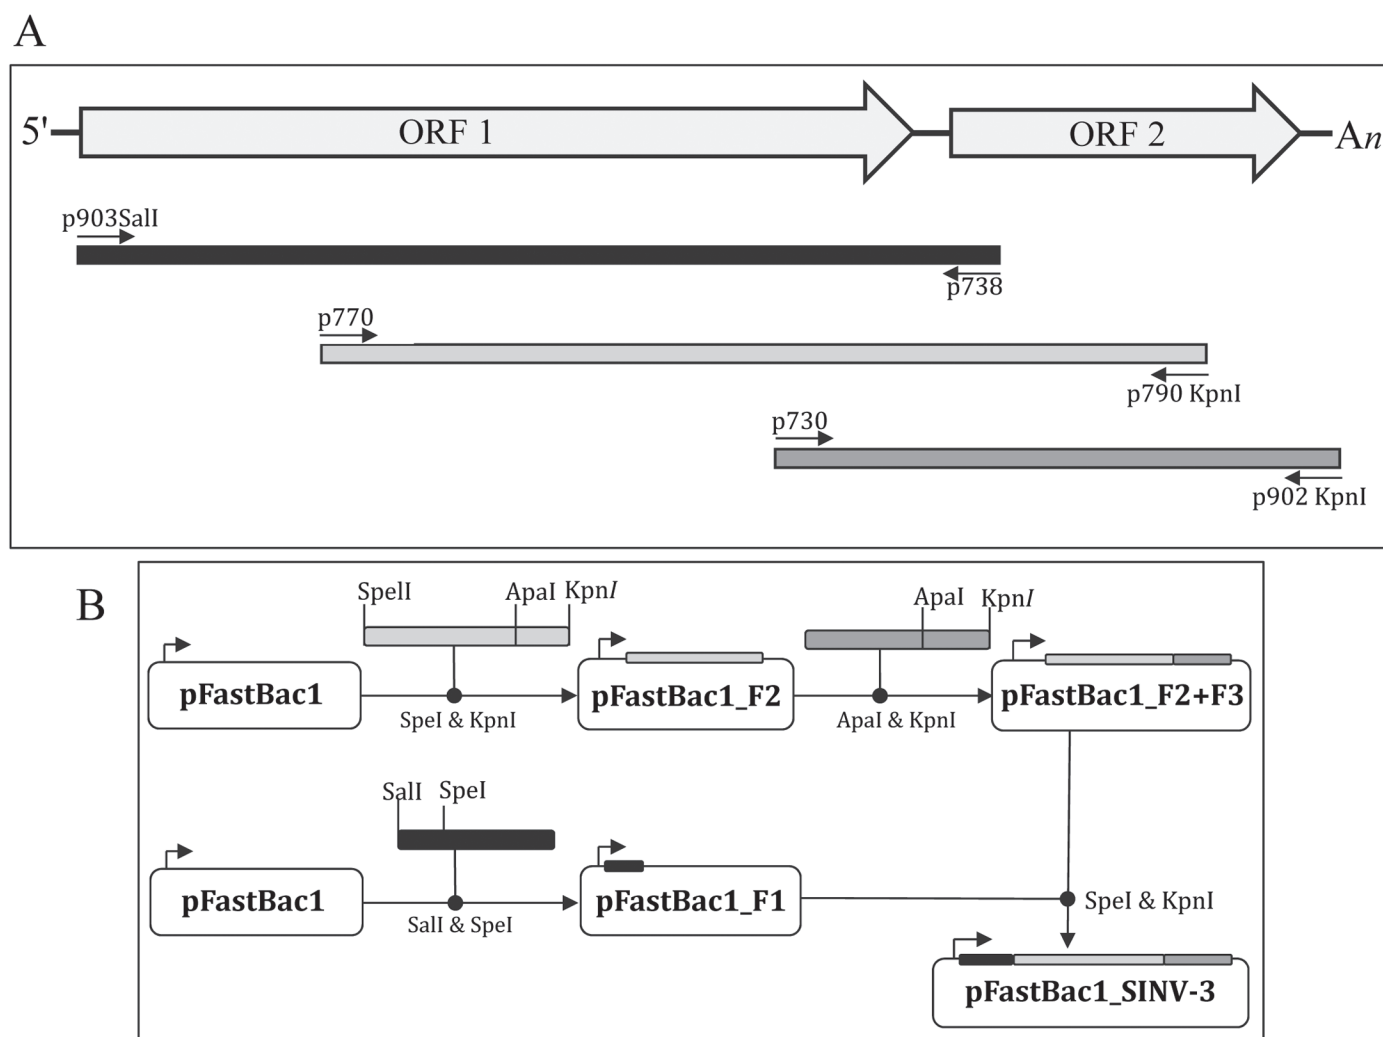 A
5' ORF 1 ORF 2 An
p903SalI
p738
p770
p790 KpnI
p730
p902 KpnI
B
SpelI ApaI KpnI ApaI KpnI
pFastBac1 pFastBac1_F2 pFastBac1_F2+F3
SpeI & KpnI ApaI & KpnI
SalI SpeI
pFastBac1 pFastBac1_F1 SpeI & KpnI
SalI & SpeI
pFastBac1_SINV-3